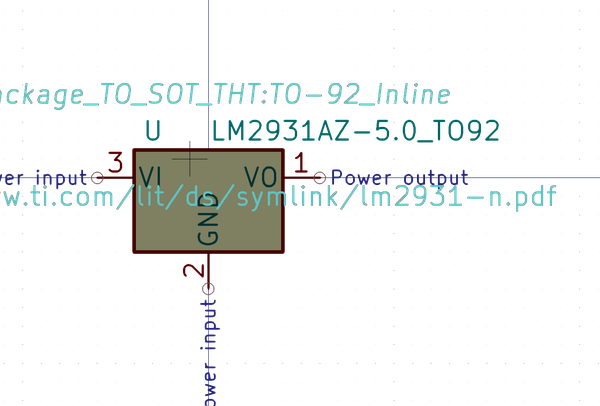 ckage_TO_SOT_THT:TO-92_Inline
U LM2931AZ-5.0_TO92
wer input 3 VI VO 1 Power output
w.ti.com/lit/ds/symlink/lm2931-n.pdf
GND
2
ower input